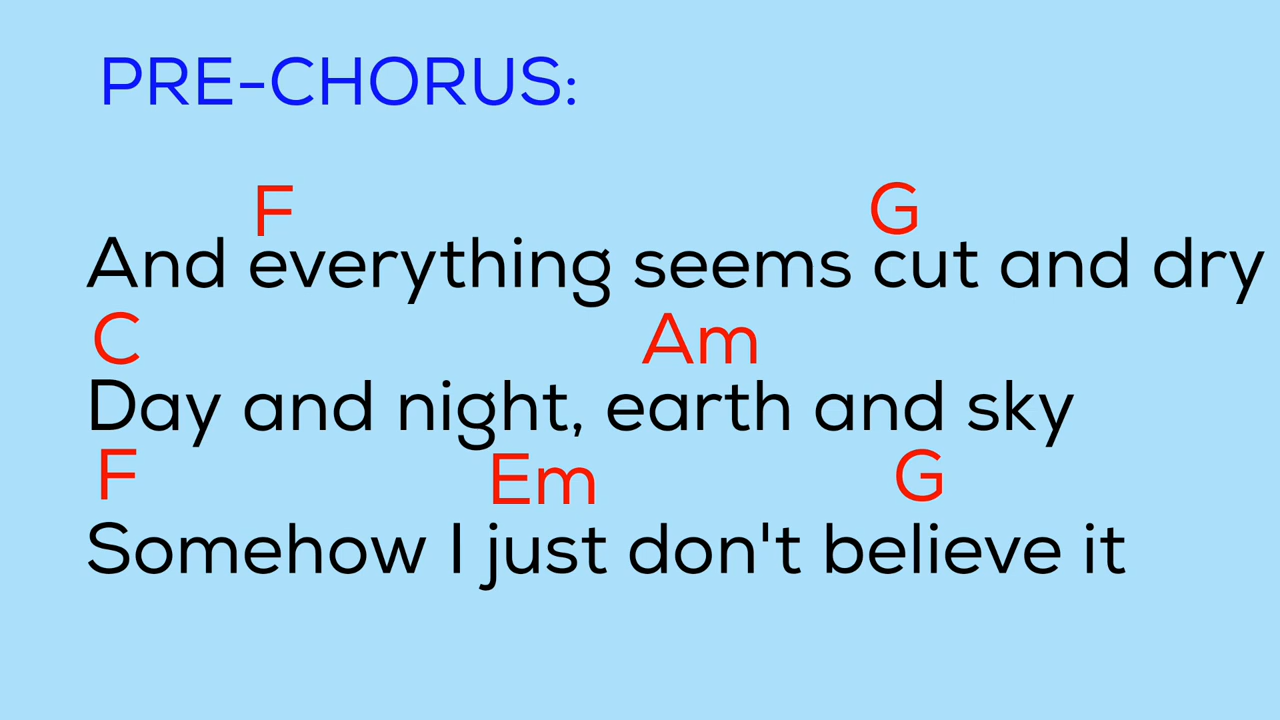 PRE-CHORUS:
F G
And everything seems cut and dry
C Am
Day and night, earth and sky
F Em G
Somehow I just don't believe it